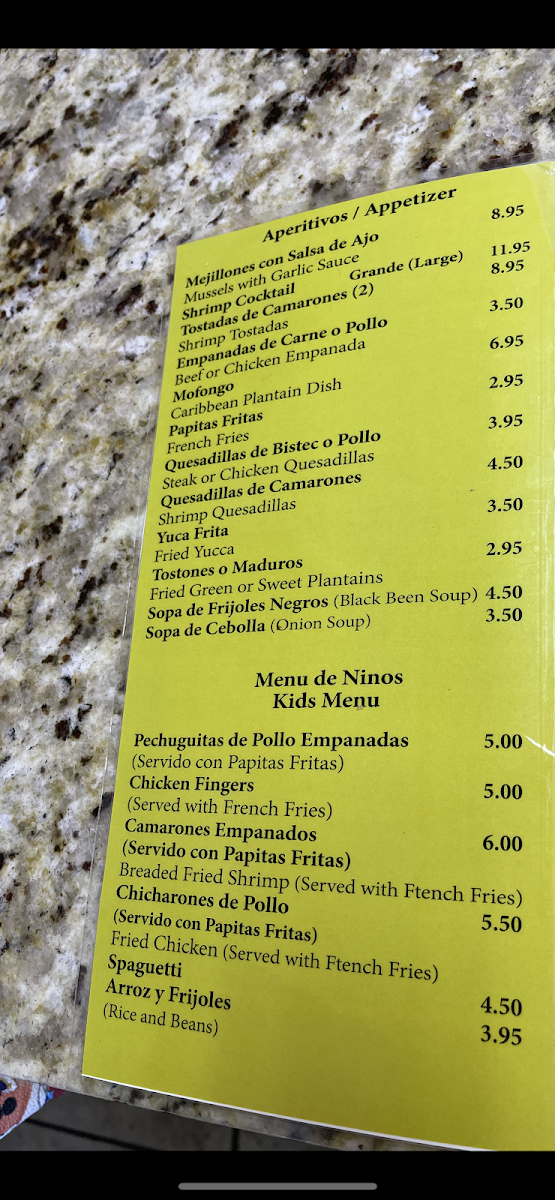 Aperitivos / Appetizer
Mejillones con Salsa de Ajo 8.95
Mussels with Garlic Sauce
Shrimp Cocktail Grande (Large) 11.95
Tostadas de Camarones (2) 8.95
Shrimp Tostadas
Empanadas de Carne o Pollo 3.50
Beef or Chicken Empanada
Mofongo 6.95
Caribbean Plantain Dish
Papitas Fritas 2.95
French Fries
Quesadillas de Bistec o Pollo 3.95
Steak or Chicken Quesadillas
Quesadillas de Camarones 4.50
Shrimp Quesadillas
Yuca Frita 3.50
Fried Yucca
Tostones o Maduros 2.95
Fried Green or Sweet Plantains
Sopa de Frijoles Negros (Black Been Soup) 4.50
Sopa de Cebolla (Onion Soup) 3.50
Menu de Ninos
Kids Menu
Pechuguitas de Pollo Empanadas 5.00
(Servido con Papitas Fritas)
Chicken Fingers 5.00
(Served with French Fries)
Camarones Empanados 6.00
(Servido con Papitas Fritas)
Breaded Fried Shrimp (Served with Ftench Fries)
Chicharones de Pollo 5.50
(Servido con Papitas Fritas)
Fried Chicken (Served with Ftench Fries)
Spaguetti 4.50
Arroz y Frijoles 3.95
(Rice and Beans)